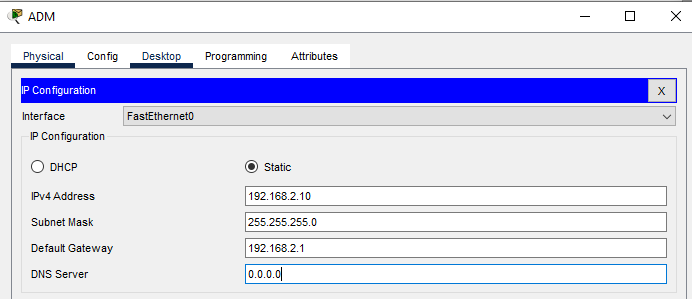 ADM
Physical Config Desktop Programming Attributes
IP Configuration X
Interface FastEthernet0
IP Configuration
DHCP Static
IPv4 Address 192.168.2.10
Subnet Mask 255.255.255.0
Default Gateway 192.168.2.1
DNS Server 0.0.0.0